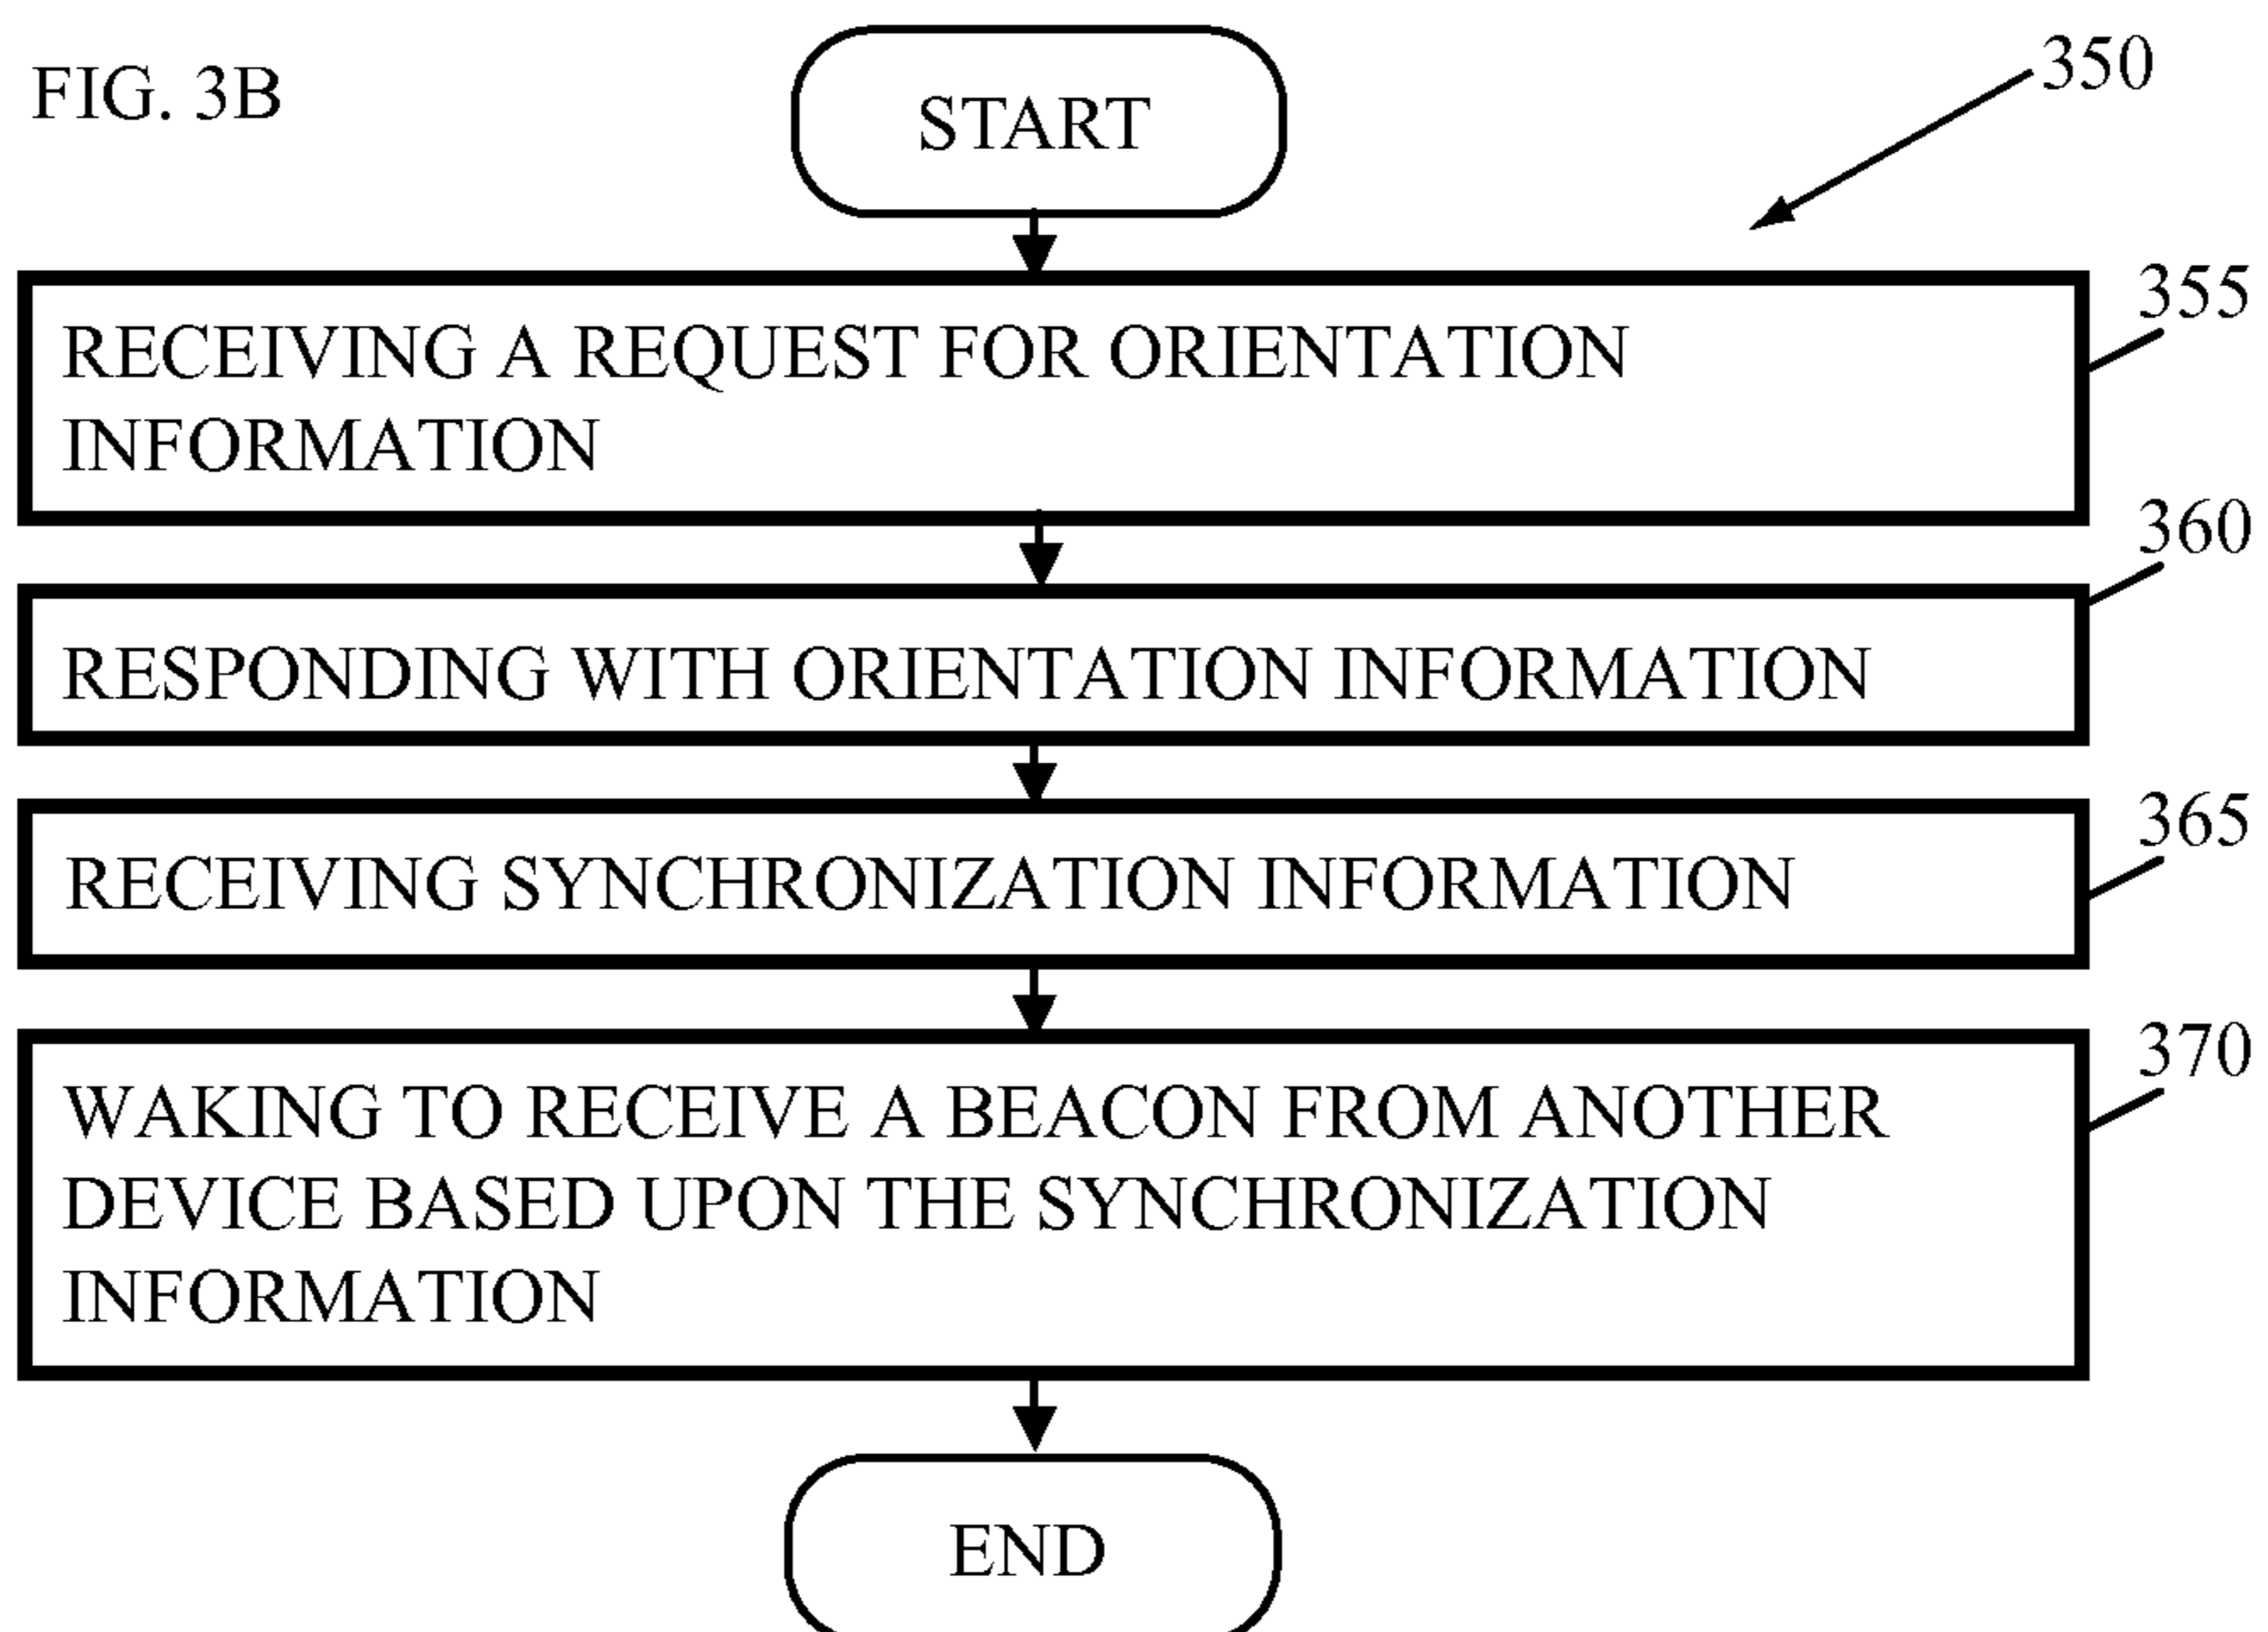 FIG. 3B
START
350
355
RECEIVING A REQUEST FOR ORIENTATION
INFORMATION
360
RESPONDING WITH ORIENTATION INFORMATION
365
RECEIVING SYNCHRONIZATION INFORMATION
370
WAKING TO RECEIVE A BEACON FROM ANOTHER
DEVICE BASED UPON THE SYNCHRONIZATION
INFORMATION
END